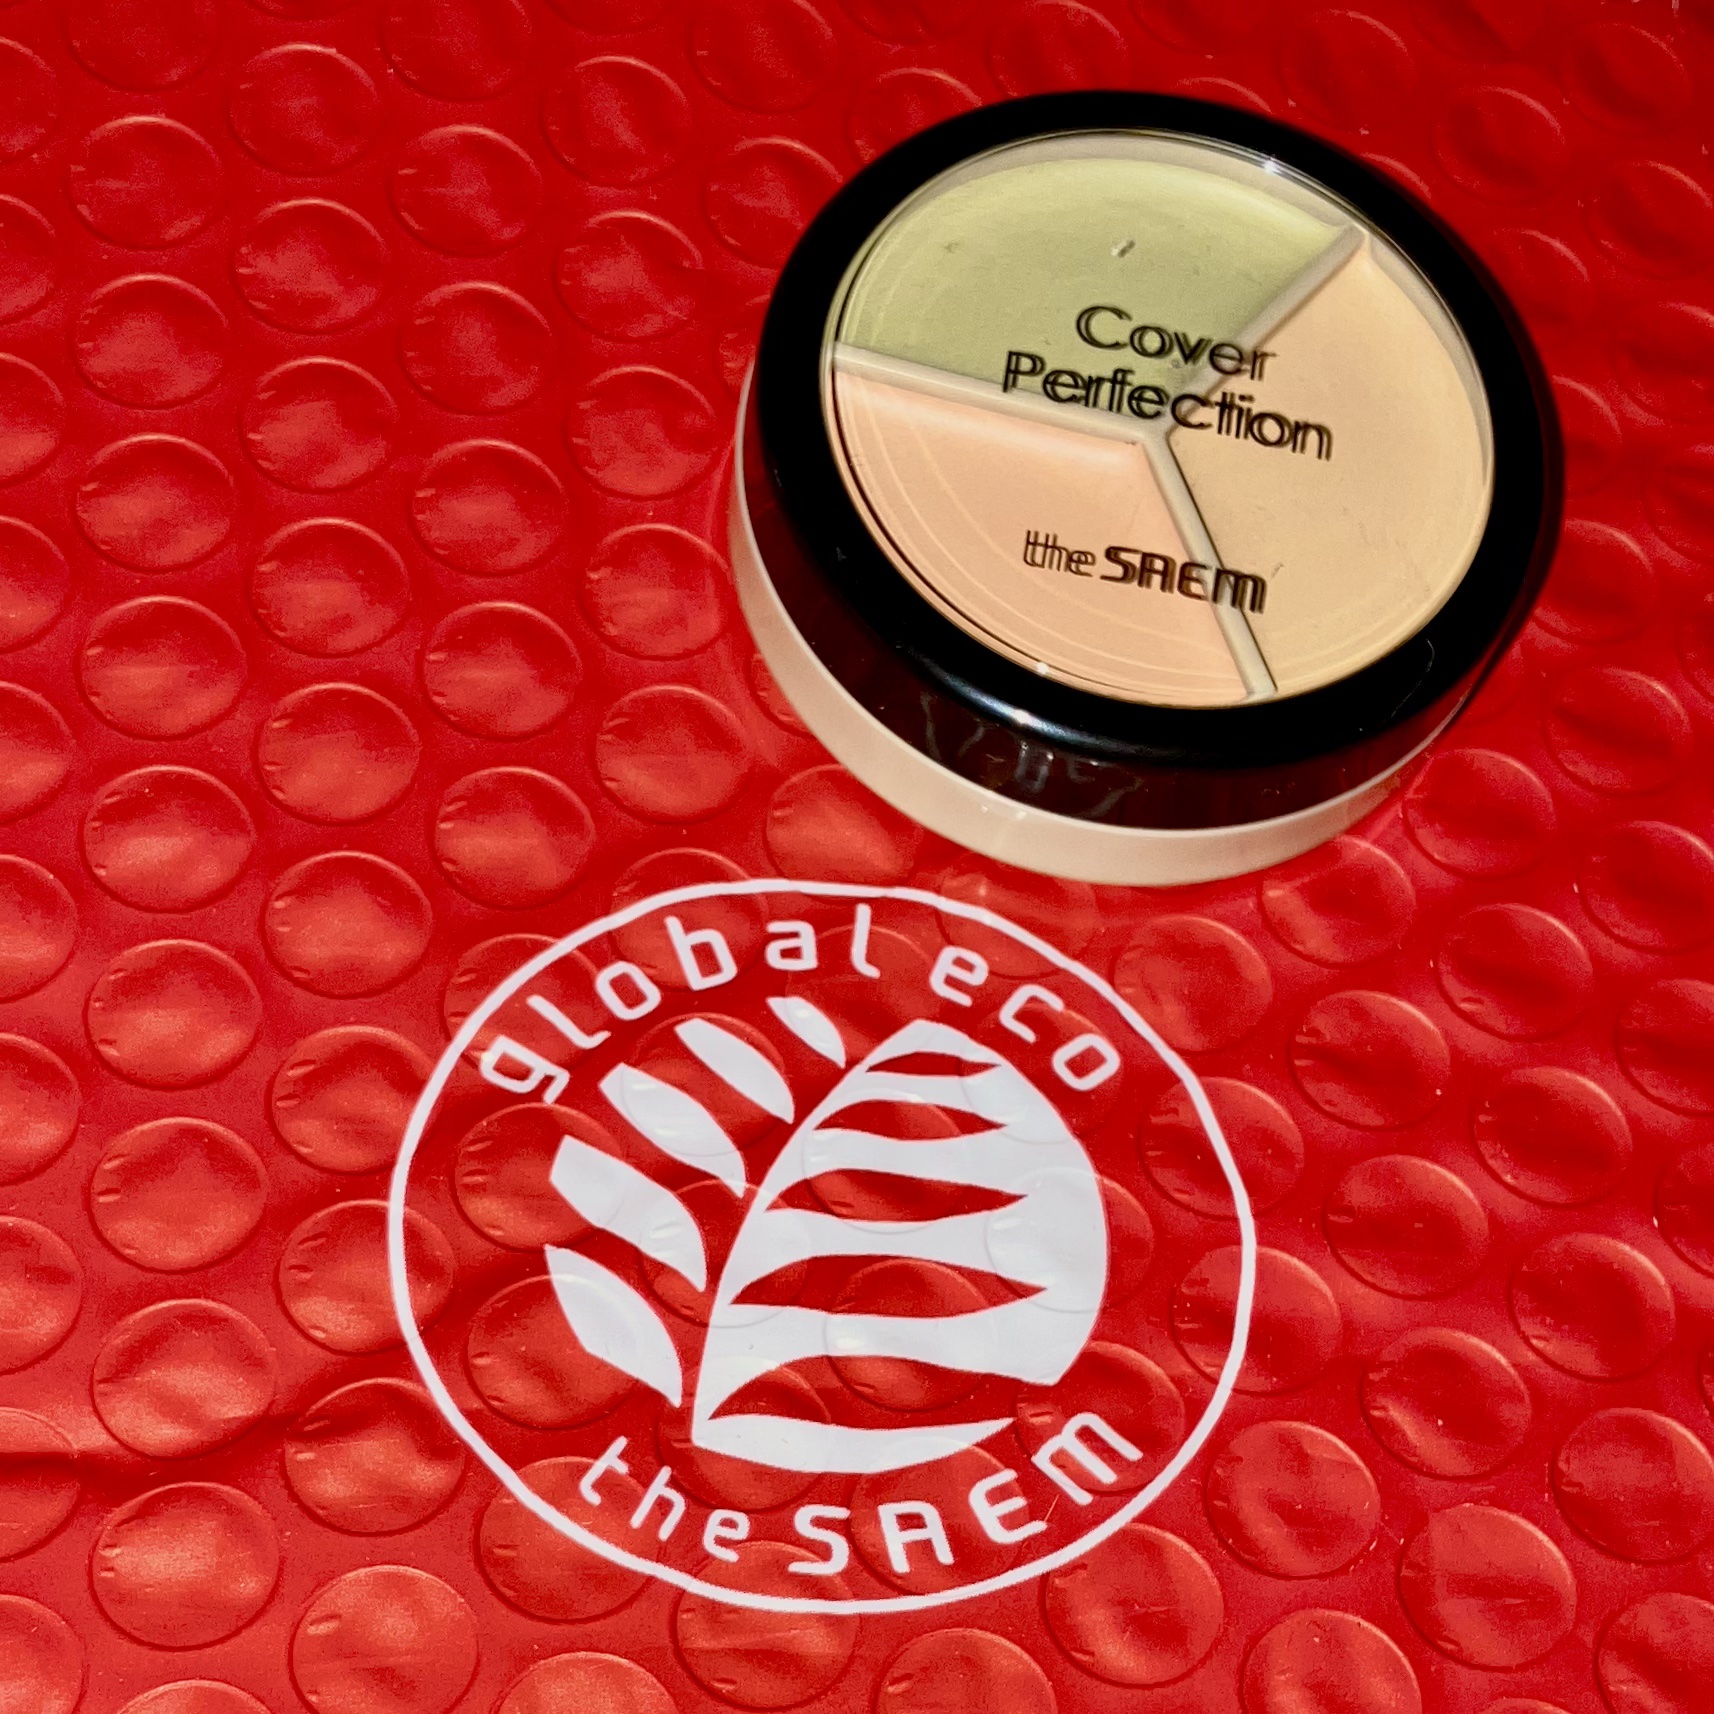 Cover
Perfection
the SAEM
global eco
the SAEM